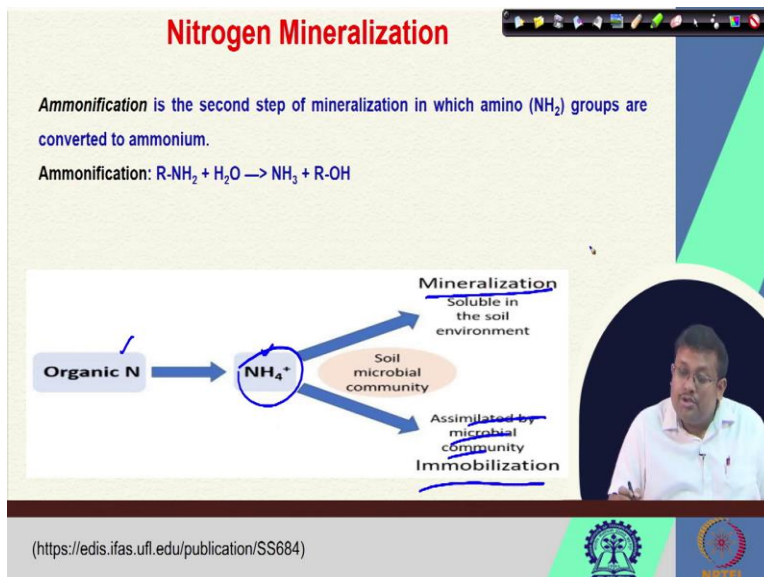 Nitrogen Mineralization
Ammonification is the second step of mineralization in which amino (NH₂) groups are
converted to ammonium.
Ammonification: R-NH₂ + H₂O —> NH₃ + R-OH
Organic N
NH₄⁺
Mineralization
Soluble in
the soil
environment
Soil
microbial
community
Assimilated by
microbial
community
Immobilization
(https://edis.ifas.ufl.edu/publication/SS684)
NPTEL